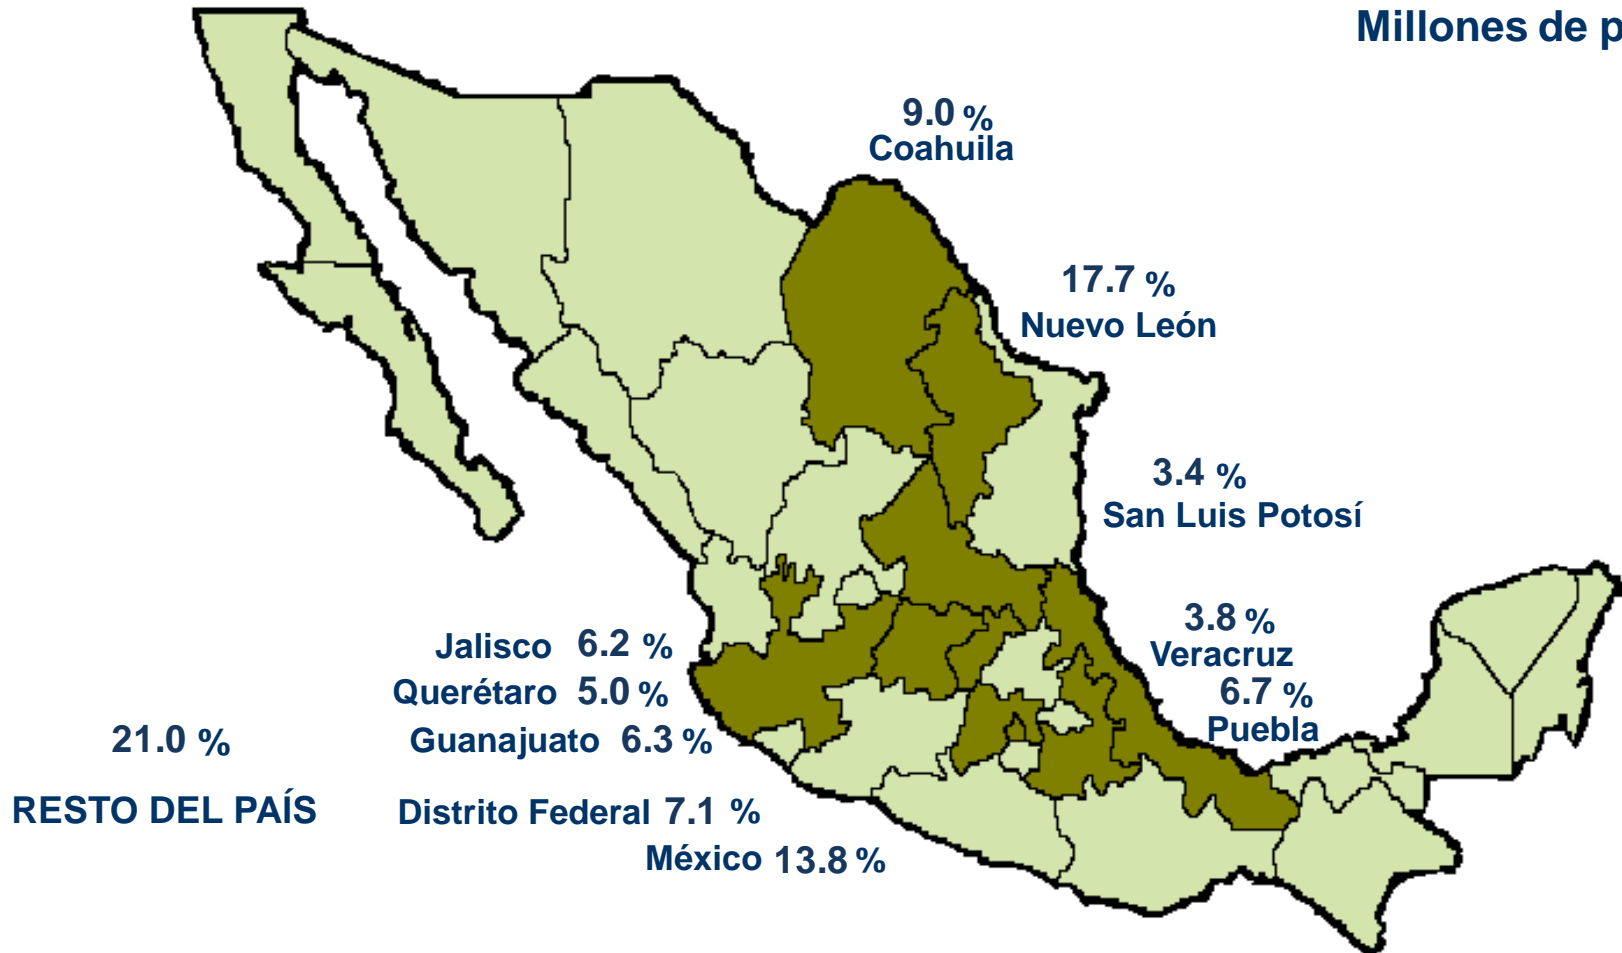 Millones de p
9.0 %
Coahuila
17.7 %
Nuevo León
3.4 %
San Luis Potosí
3.8 %
Veracruz
6.7 %
Puebla
Jalisco 6.2 %
Querétaro 5.0 %
Guanajuato 6.3 %
21.0 %
RESTO DEL PAÍS
Distrito Federal 7.1 %
México 13.8 %